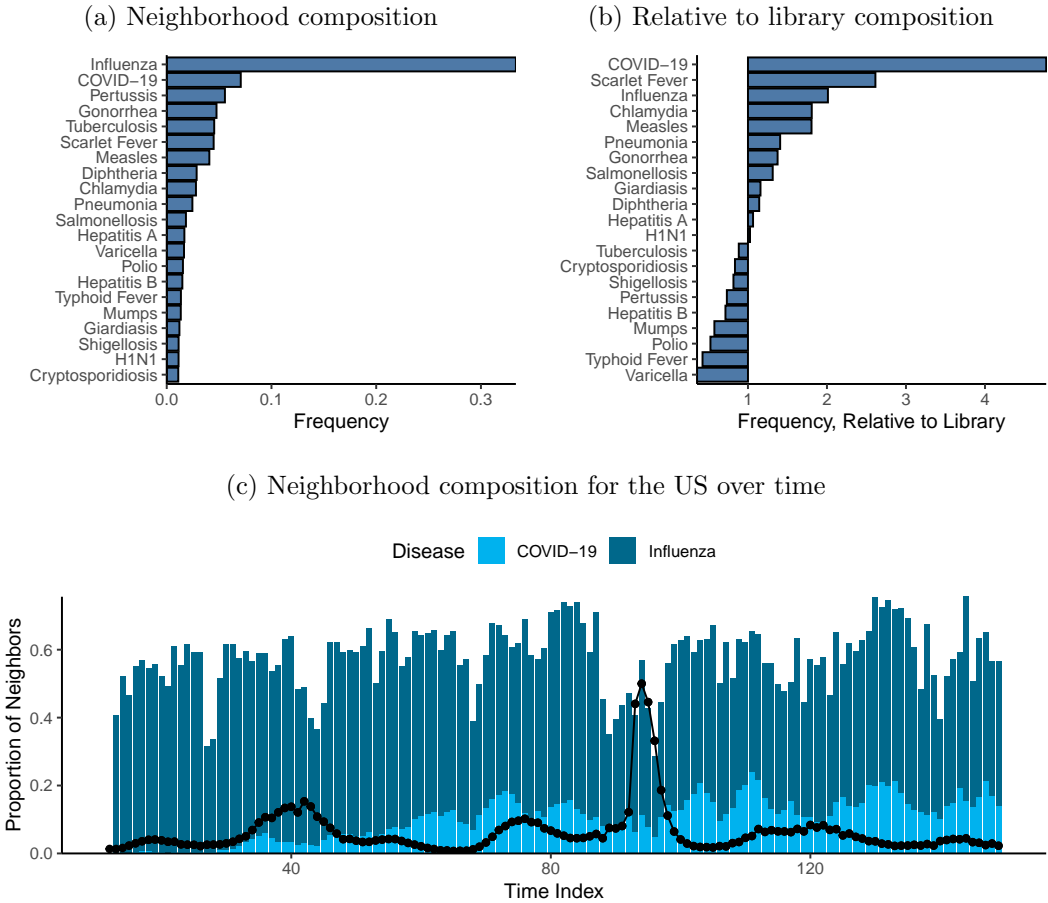 (a) Neighborhood composition
Influenza
COVID−19
Pertussis
Gonorrhea
Tuberculosis
Scarlet Fever
Measles
Diphtheria
Chlamydia
Pneumonia
Salmonellosis
Hepatitis A
Varicella
Polio
Hepatitis B
Typhoid Fever
Mumps
Giardiasis
Shigellosis
H1N1
Cryptosporidiosis
0.0 0.1 0.2 0.3
Frequency
(b) Relative to library composition
COVID−19
Scarlet Fever
Influenza
Chlamydia
Measles
Pneumonia
Gonorrhea
Salmonellosis
Giardiasis
Diphtheria
Hepatitis A
H1N1
Tuberculosis
Cryptosporidiosis
Shigellosis
Pertussis
Hepatitis B
Mumps
Polio
Typhoid Fever
Varicella
1 2 3 4
Frequency, Relative to Library
(c) Neighborhood composition for the US over time
Disease COVID−19 Influenza
Proportion of Neighbors
0.6
0.4
0.2
0.0
40 80 120
Time Index